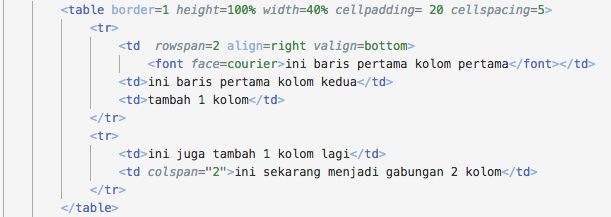 <table border=1 height=100% width=40% cellpadding= 20 cellspacing=5>
<tr>
<td  rowspan=2 align=right valign=bottom>
<font face=courier>ini baris pertama kolom pertama</font></td>
<td>ini baris pertama kolom kedua</td>
<td>tambah 1 kolom</td>
</tr>
<tr>
<td>ini juga tambah 1 kolom lagi</td>
<td colspan="2">ini sekarang menjadi gabungan 2 kolom</td>
</tr>
</table>